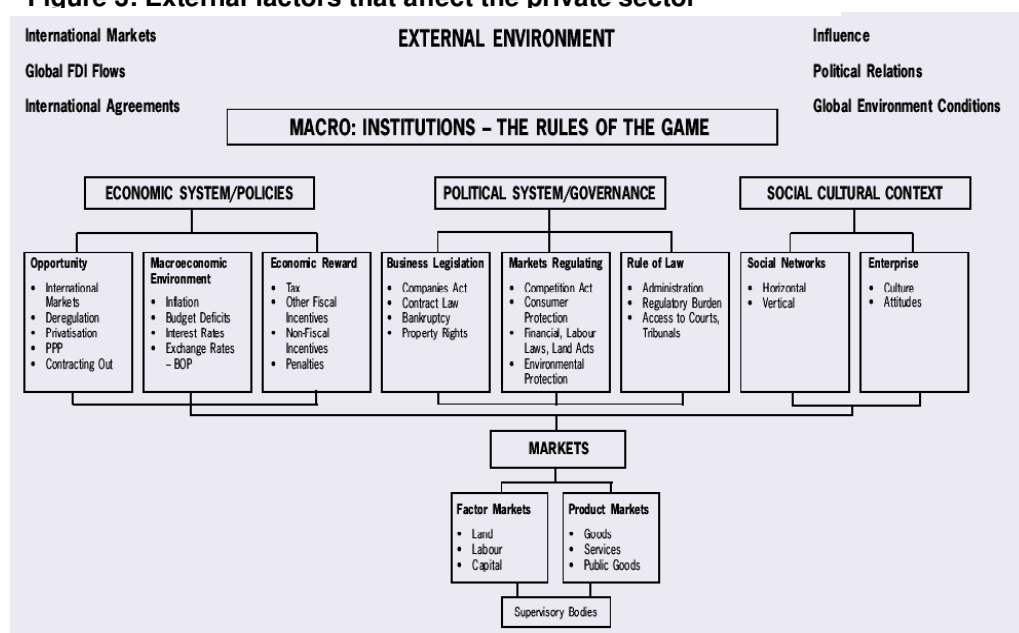 Figure 3: External factors that affect the private sector
International Markets
Global FDI Flows
International Agreements
EXTERNAL ENVIRONMENT
Influence
Political Relations
Global Environment Conditions
MACRO: INSTITUTIONS – THE RULES OF THE GAME
ECONOMIC SYSTEM/POLICIES
POLITICAL SYSTEM/GOVERNANCE
SOCIAL CULTURAL CONTEXT
Opportunity
• International
Markets
• Deregulation
• Privatisation
• PPP
• Contracting Out
Macroeconomic
Environment
• Inflation
• Budget Deficits
• Interest Rates
• Exchange Rates
– BOP
Economic Reward
• Tax
• Other Fiscal
Incentives
• Non-Fiscal
Incentives
• Penalties
Business Legislation
• Companies Act
• Contract Law
• Bankruptcy
• Property Rights
Markets Regulating
• Competition Act
• Consumer
Protection
• Financial, Labour
Laws, Land Acts
• Environmental
Protection
Rule of Law
• Administration
• Regulatory Burden
• Access to Courts,
Tribunals
Social Networks
• Horizontal
• Vertical
Enterprise
• Culture
• Attitudes
MARKETS
Factor Markets
• Land
• Labour
• Capital
Product Markets
• Goods
• Services
• Public Goods
Supervisory Bodies